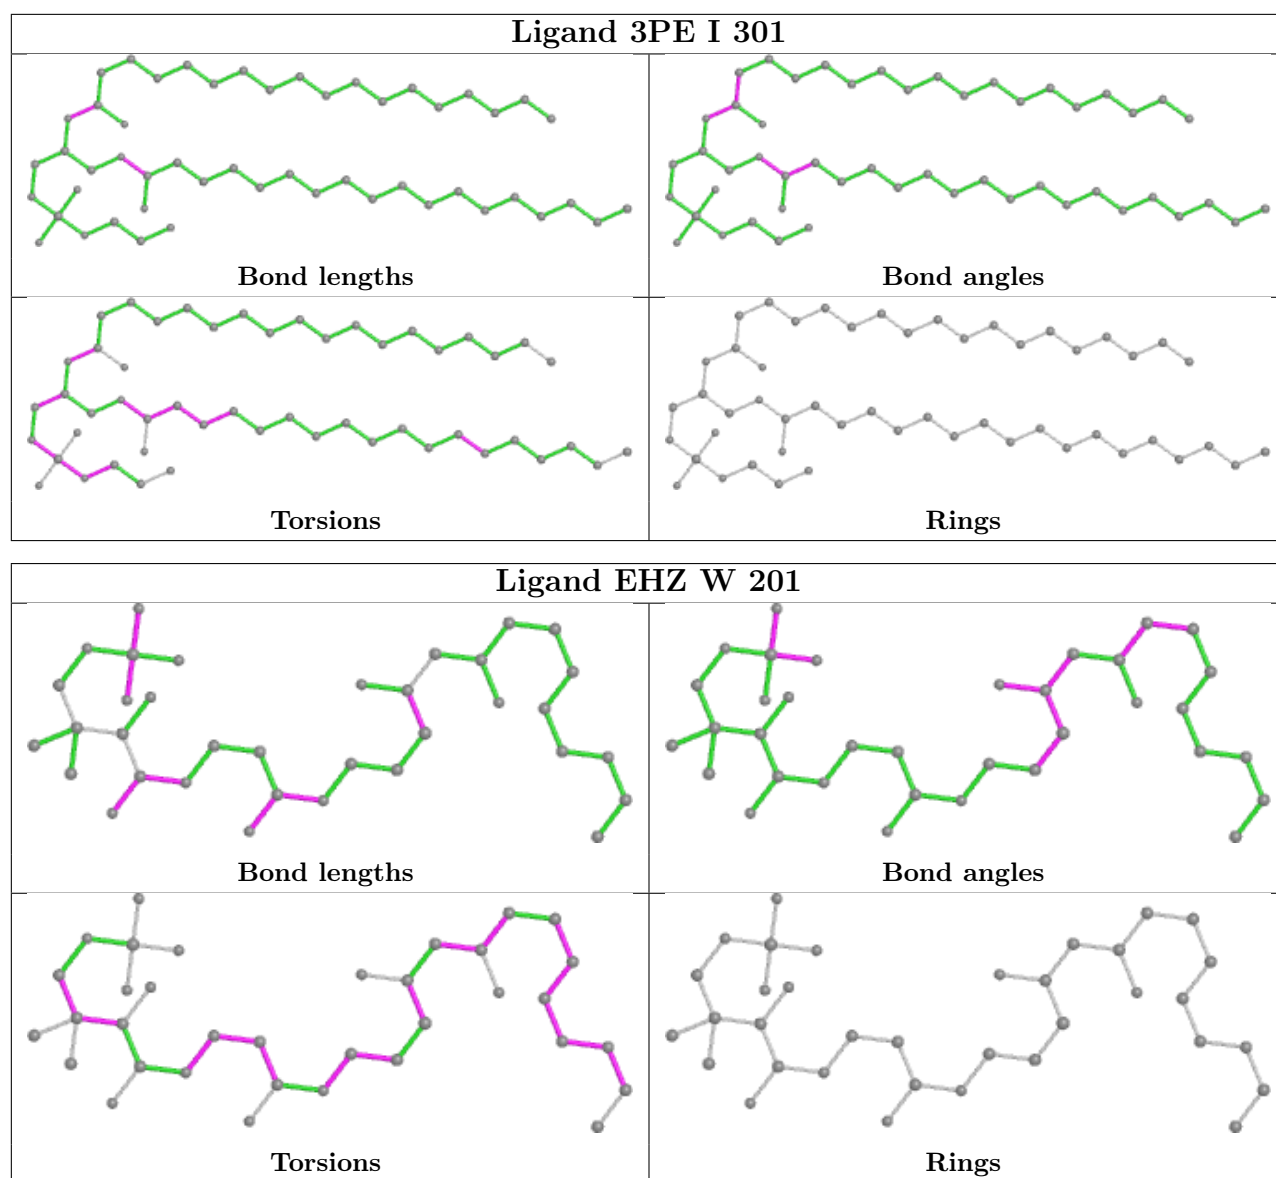 Ligand 3PE I 301
Bond lengths
Bond angles
Torsions
Rings
Ligand EHZ W 201
Bond lengths
Bond angles
Torsions
Rings